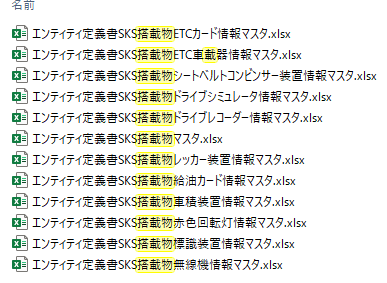 名前
エンティティ定義書SKS搭載物ETCカード情報マスタ.xlsx
エンティティ定義書SKS搭載物ETC車載器情報マスタ.xlsx
エンティティ定義書SKS搭載物シートベルトコンビンサー装置情報マスタ.xlsx
エンティティ定義書SKS搭載物ドライブシミュレータ情報マスタ.xlsx
エンティティ定義書SKS搭載物ドライブレコーダー情報マスタ.xlsx
エンティティ定義書SKS搭載物マスタ.xlsx
エンティティ定義書SKS搭載物レッカー装置情報マスタ.xlsx
エンティティ定義書SKS搭載物給油カード情報マスタ.xlsx
エンティティ定義書SKS搭載物車積装置情報マスタ.xlsx
エンティティ定義書SKS搭載物赤色回転灯情報マスタ.xlsx
エンティティ定義書SKS搭載物標識装置情報マスタ.xlsx
エンティティ定義書SKS搭載物無線機情報マスタ.xlsx